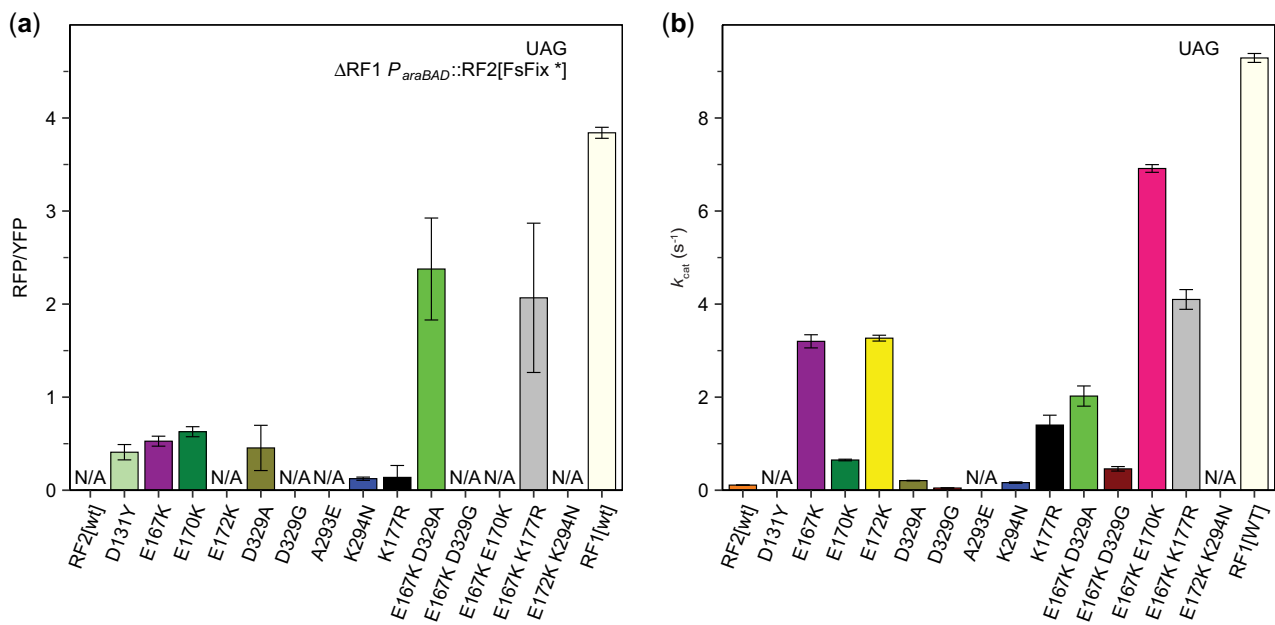 (a)
UAG
ΔRF1 ParaBAD::RF2[FsFix *]
RFP/YFP
4
3
2
1
0
N/A
N/A
N/A
N/A
N/A
N/A
N/A
RF2[wt]
D131Y
E167K
E170K
E172K
D329A
D329G
A293E
K294N
K177R
E167K D329A
E167K D329G
E167K E170K
E167K K177R
E172K K294N
RF1[wt]
(b)
UAG
kcat (s-1)
8
6
4
2
0
N/A
N/A
N/A
RF2[wt]
D131Y
E167K
E170K
E172K
D329A
D329G
A293E
K294N
K177R
E167K D329A
E167K D329G
E167K E170K
E167K K177R
E172K K294N
RF1[WT]